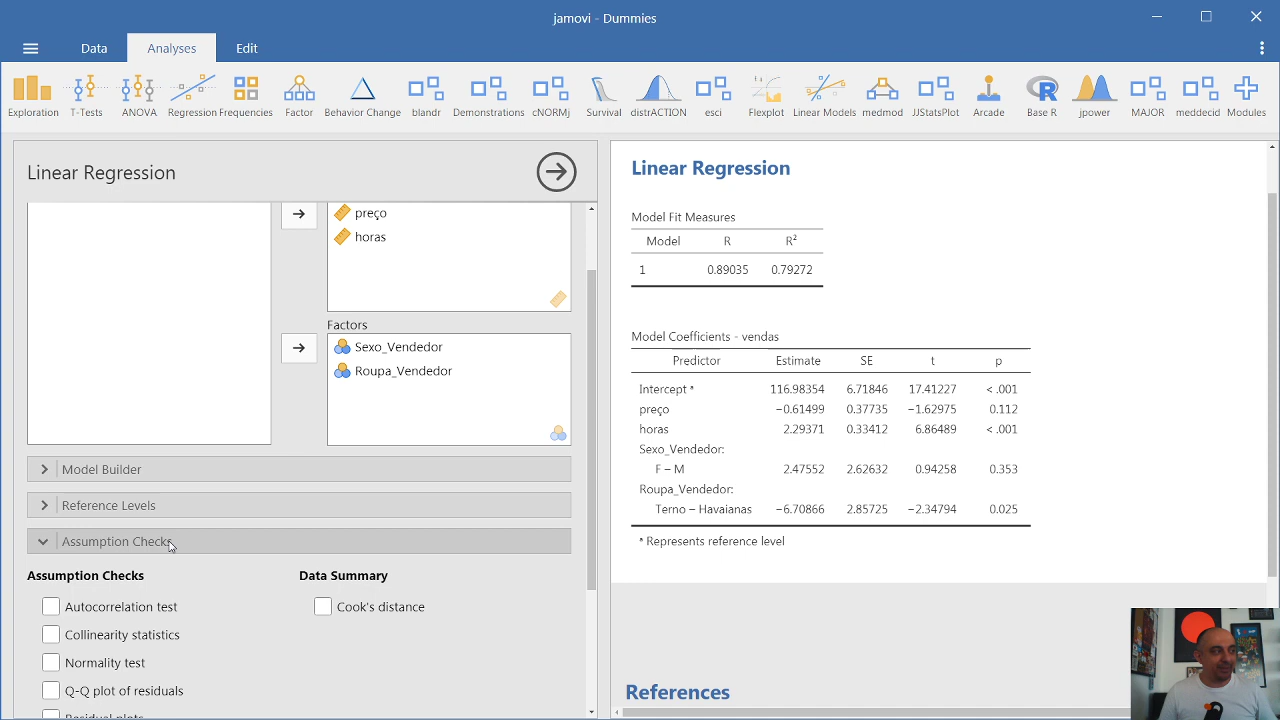 jamovi - Dummies
Data Analyses Edit
Exploration T-Tests ANOVA Regression Frequencies Factor Behavior Change blandr Demonstrations cNORMj Survival distrACTION esci Flexplot Linear Models medmod JJStatsPlot Arcade Base R jpower MAJOR meddecid Modules
Linear Regression
preço
horas
Factors
Sexo_Vendedor
Roupa_Vendedor
Model Builder
Reference Levels
Assumption Checks
Assumption Checks Data Summary
Autocorrelation test Cook's distance
Collinearity statistics
Normality test
Q-Q plot of residuals
Residual plots
Linear Regression
Model Fit Measures
Model R R²
1 0.89035 0.79272
Model Coefficients - vendas
Predictor Estimate SE t p
Intercept ᵃ 116.98354 6.71846 17.41227 < .001
preço −0.61499 0.37735 −1.62975 0.112
horas 2.29371 0.33412 6.86489 < .001
Sexo_Vendedor:
F – M 2.47552 2.62632 0.94258 0.353
Roupa_Vendedor:
Terno – Havaianas −6.70866 2.85725 −2.34794 0.025
ᵃ Represents reference level
References